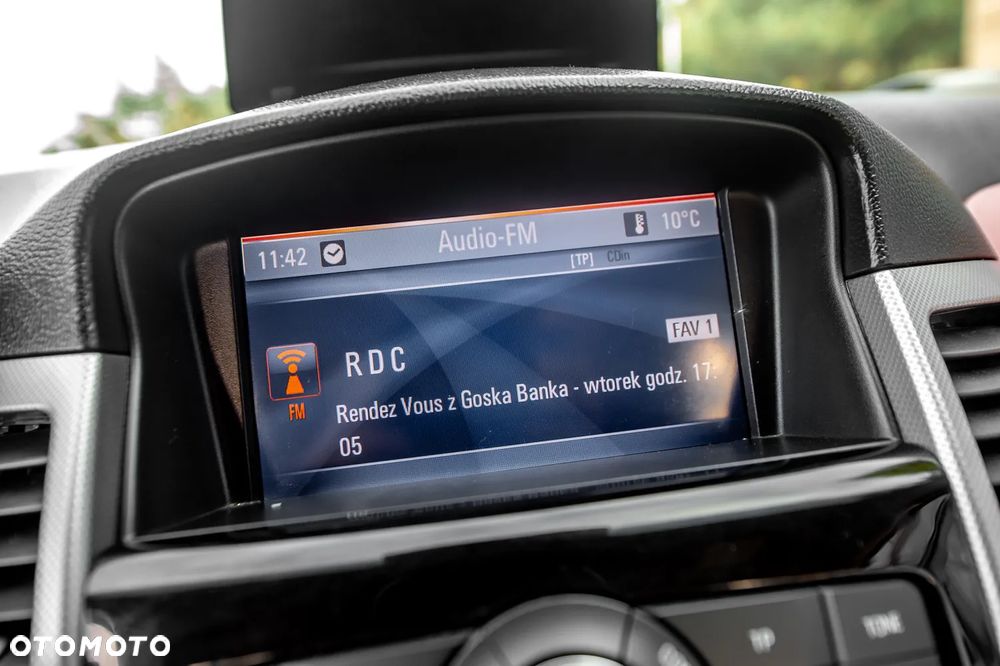 11:42 Audio-FM 10°C
[TP] CDin
FAV 1
RDC
FM
Rendez Vous z Goska Banka - wtorek godz. 17:
05
TP
TONE
OTOMOTO